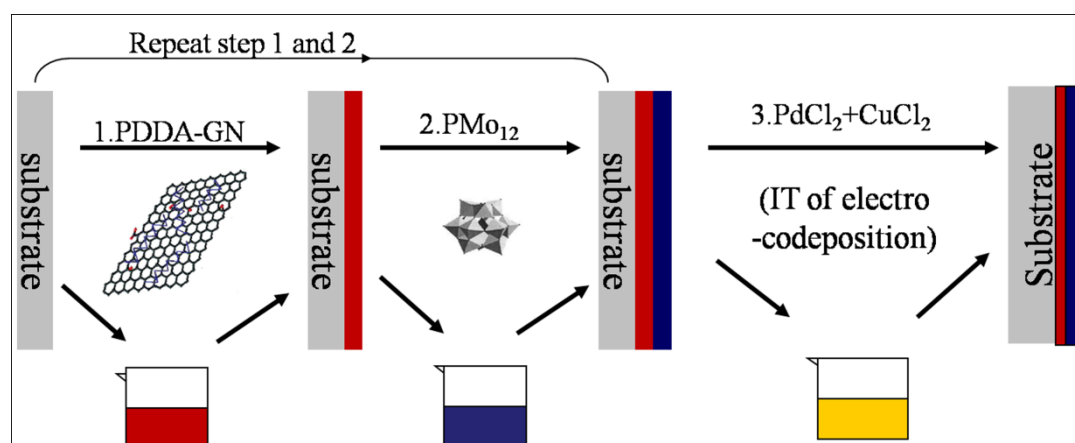 Repeat step 1 and 2
substrate
1.PDDA-GN
substrate
2.PMo₁₂
substrate
3.PdCl₂+CuCl₂
(IT of electro
-codeposition)
Substrate